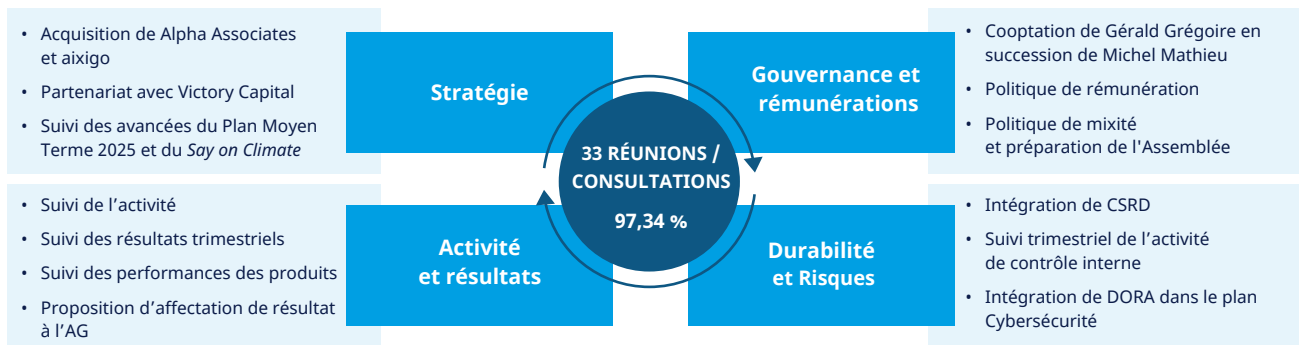 • Acquisition de Alpha Associates
et aixigo
• Partenariat avec Victory Capital
• Suivi des avancées du Plan Moyen
Terme 2025 et du Say on Climate
Stratégie
Gouvernance et
rémunérations
• Cooptation de Gérald Grégoire en
succession de Michel Mathieu
• Politique de rémunération
• Politique de mixité
et préparation de l'Assemblée
33 RÉUNIONS /
CONSULTATIONS
97,34 %
• Suivi de l’activité
• Suivi des résultats trimestriels
• Suivi des performances des produits
• Proposition d’affectation de résultat
à l’AG
Activité
et résultats
Durabilité
et Risques
• Intégration de CSRD
• Suivi trimestriel de l’activité
de contrôle interne
• Intégration de DORA dans le plan
Cybersécurité